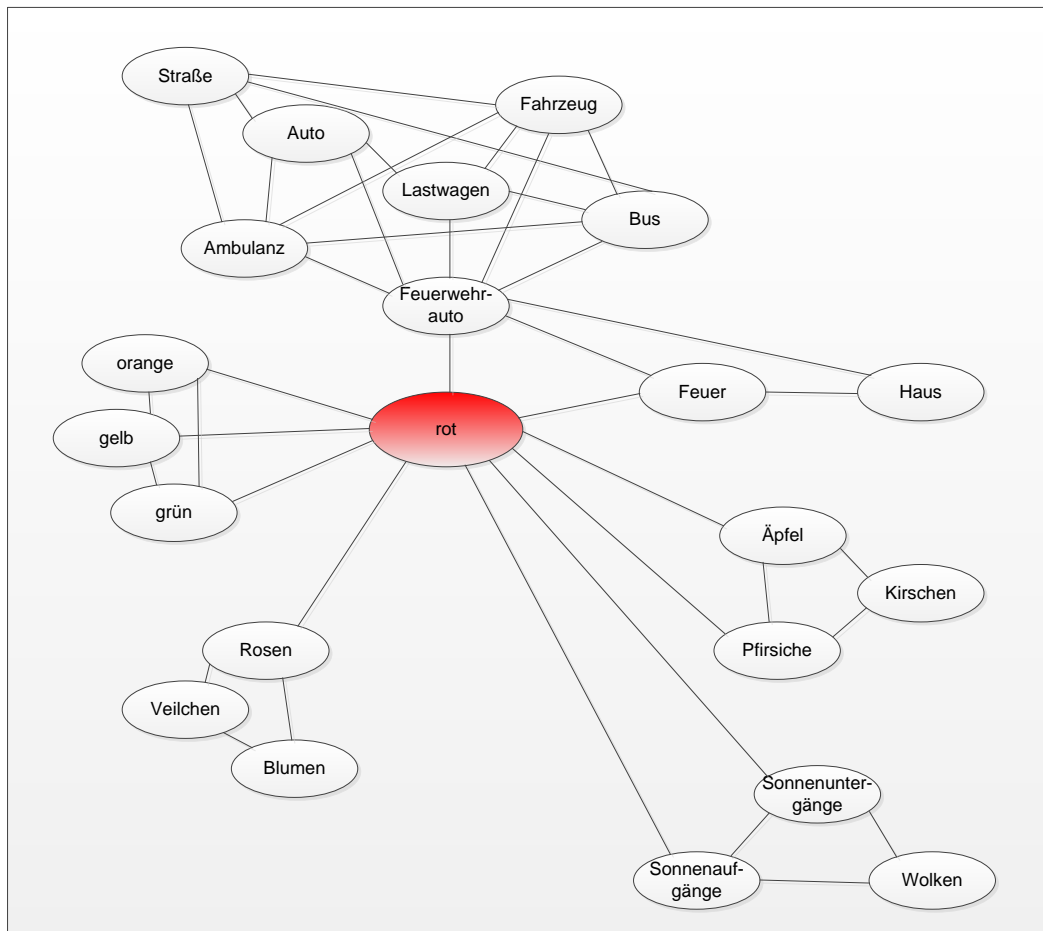 Straße
Fahrzeug
Auto
Lastwagen
Bus
Ambulanz
Feuerwehr-
auto
orange
Feuer
Haus
gelb
rot
grün
Äpfel
Kirschen
Rosen
Pfirsiche
Veilchen
Blumen
Sonnenunter-
gänge
Sonnenauf-
gänge
Wolken